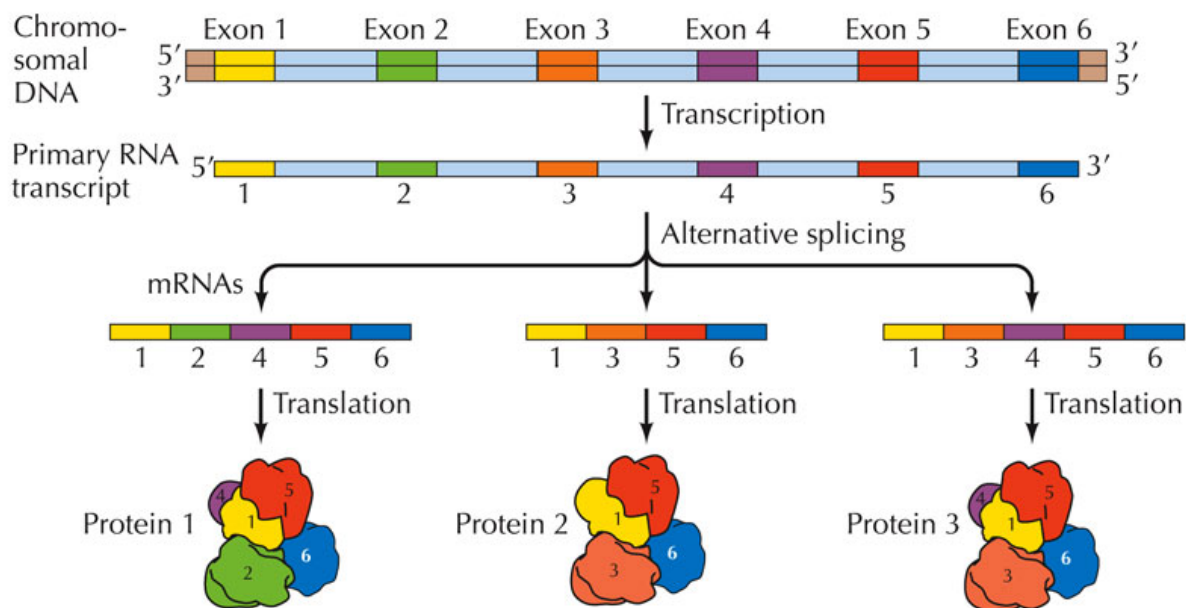 Chromo-
somal
DNA
Exon 1 Exon 2 Exon 3 Exon 4 Exon 5 Exon 6
5′ 3′
3′ 5′
Transcription
Primary RNA
transcript
5′ 3′
1 2 3 4 5 6
Alternative splicing
mRNAs
1 2 4 5 6
1 3 5 6
1 3 4 5 6
Translation Translation Translation
Protein 1
4 5
1
6
2
Protein 2
5
1
6
3
Protein 3
4 5
1
6
3